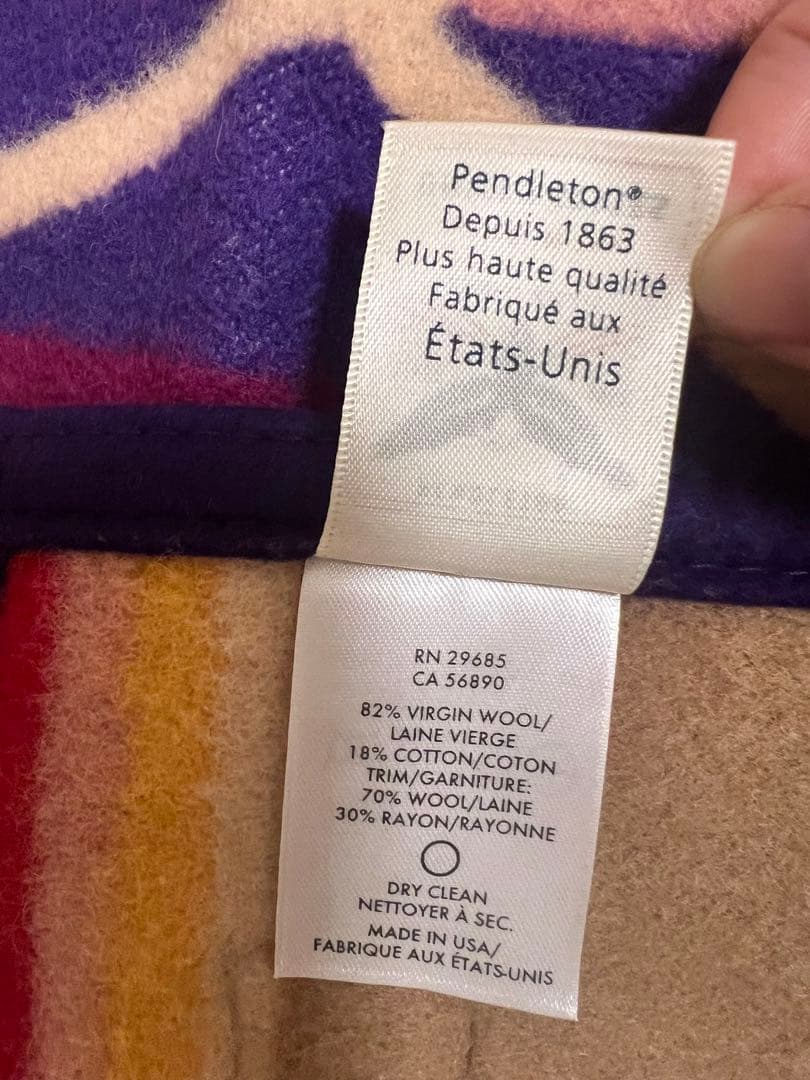 Pendleton®
Depuis 1863
Plus haute qualité
Fabriqué aux
États-Unis
RN 29685
CA 56890
82% VIRGIN WOOL/
LAINE VIERGE
18% COTTON/COTON
TRIM/GARNITURE:
70% WOOL/LAINE
30% RAYON/RAYONNE
DRY CLEAN
NETTOYER À SEC.
MADE IN USA/
FABRIQUE AUX ÉTATS-UNIS